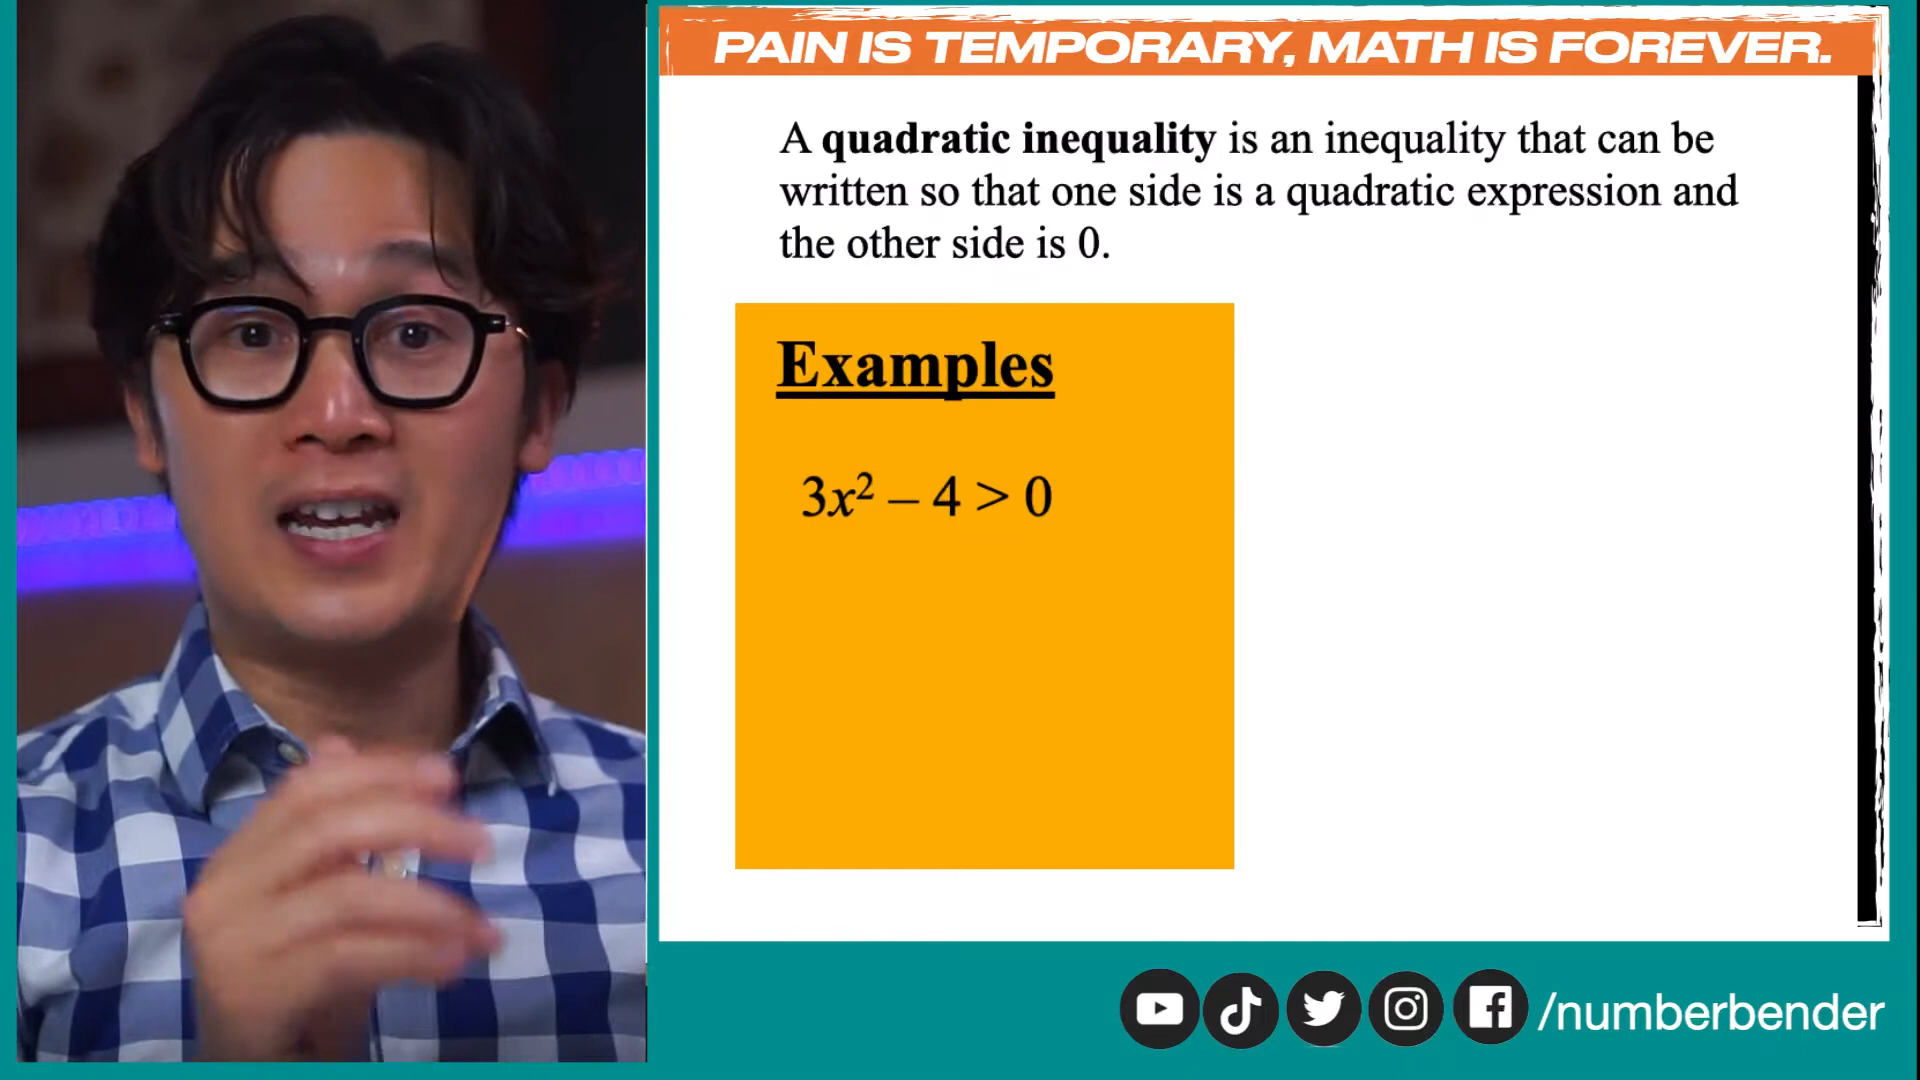 PAIN IS TEMPORARY, MATH IS FOREVER.
A quadratic inequality is an inequality that can be
written so that one side is a quadratic expression and
the other side is 0.
Examples
3x² – 4 > 0
/numberbender